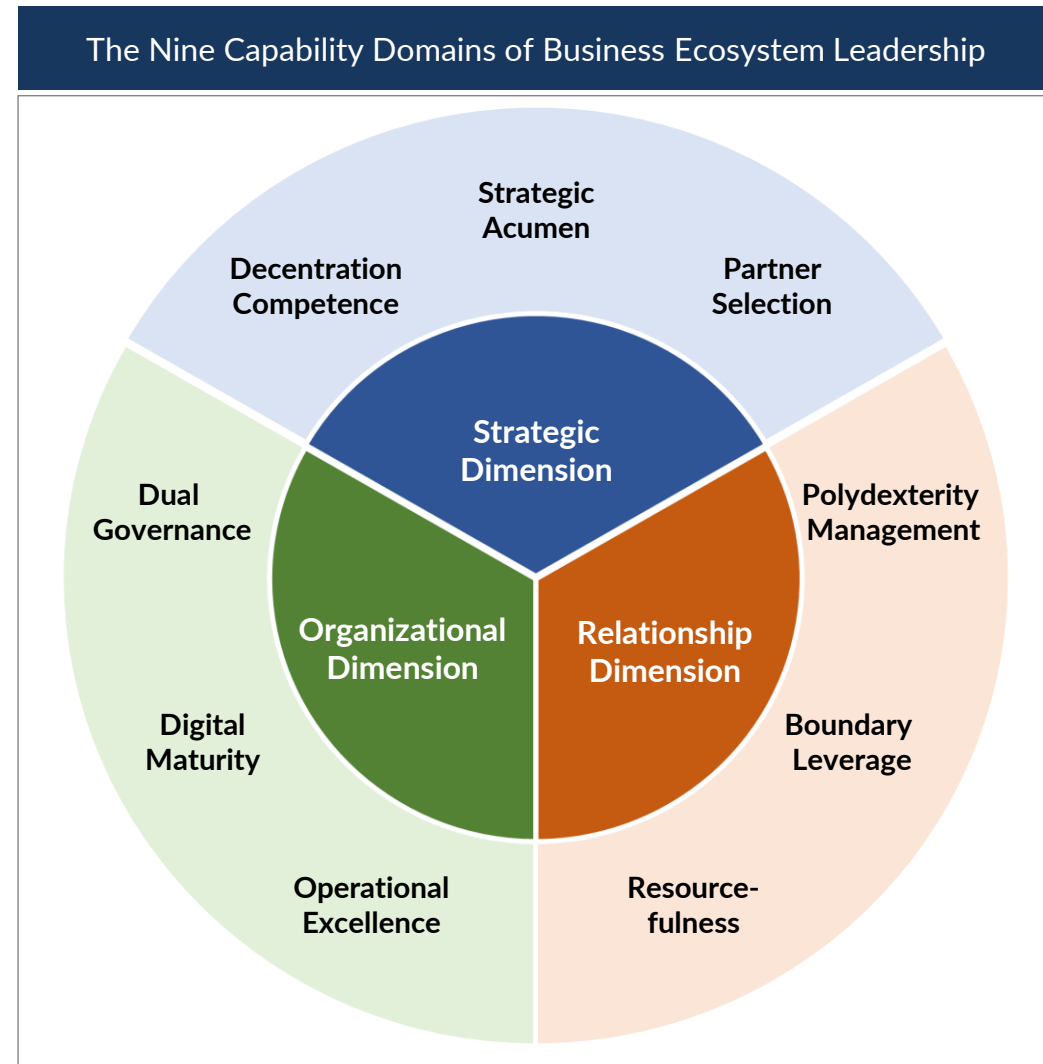 The Nine Capability Domains of Business Ecosystem Leadership
Strategic
Acumen
Decentration
Competence
Partner
Selection
Strategic
Dimension
Dual
Governance
Polydexterity
Management
Organizational
Dimension
Relationship
Dimension
Digital
Maturity
Boundary
Leverage
Operational
Excellence
Resource-
fulness